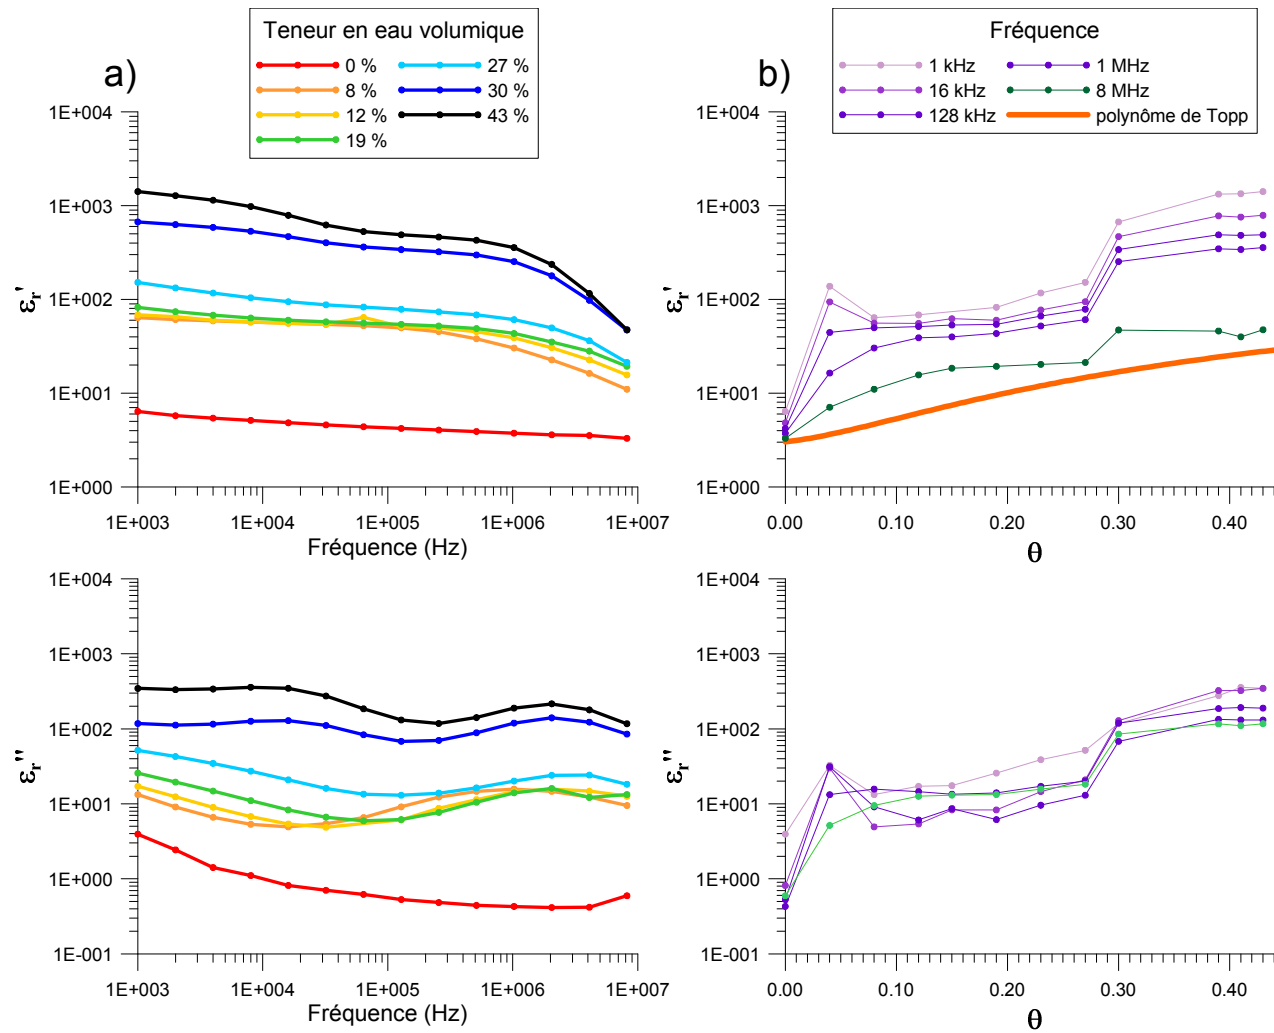 a)
Teneur en eau volumique
0 %
27 %
8 %
30 %
12 %
43 %
19 %
1E+004
1E+003
1E+002
1E+001
1E+000
εr'
1E+003
1E+004
1E+005
1E+006
1E+007
Fréquence (Hz)
b)
Fréquence
1 kHz
1 MHz
16 kHz
8 MHz
128 kHz
polynôme de Topp
1E+004
1E+003
1E+002
1E+001
1E+000
εr'
0.00
0.10
0.20
0.30
0.40
θ
1E+004
1E+003
1E+002
1E+001
1E+000
1E-001
εr"
1E+003
1E+004
1E+005
1E+006
1E+007
Fréquence (Hz)
1E+004
1E+003
1E+002
1E+001
1E+000
1E-001
εr"
0.00
0.10
0.20
0.30
0.40
θ